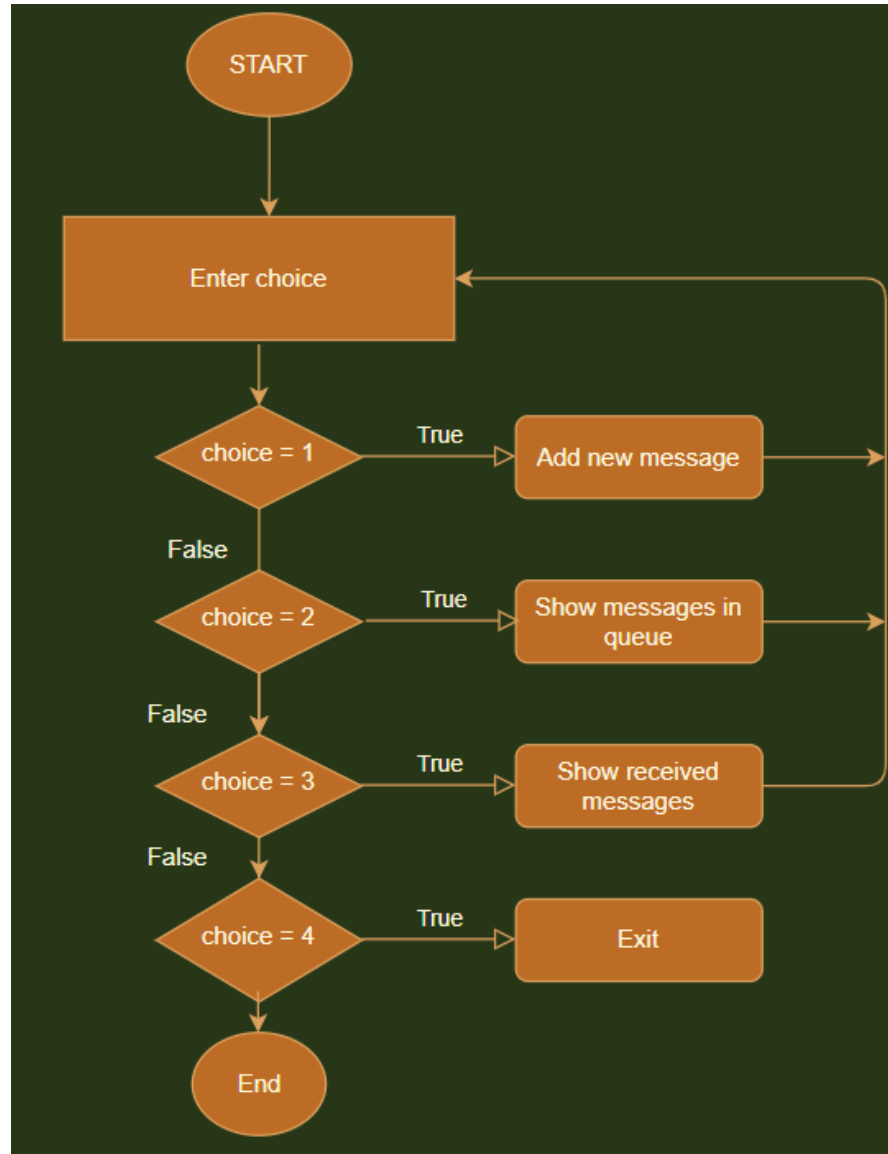 START
Enter choice
choice = 1
True
Add new message
False
choice = 2
True
Show messages in
queue
False
choice = 3
True
Show received
messages
False
choice = 4
True
Exit
End